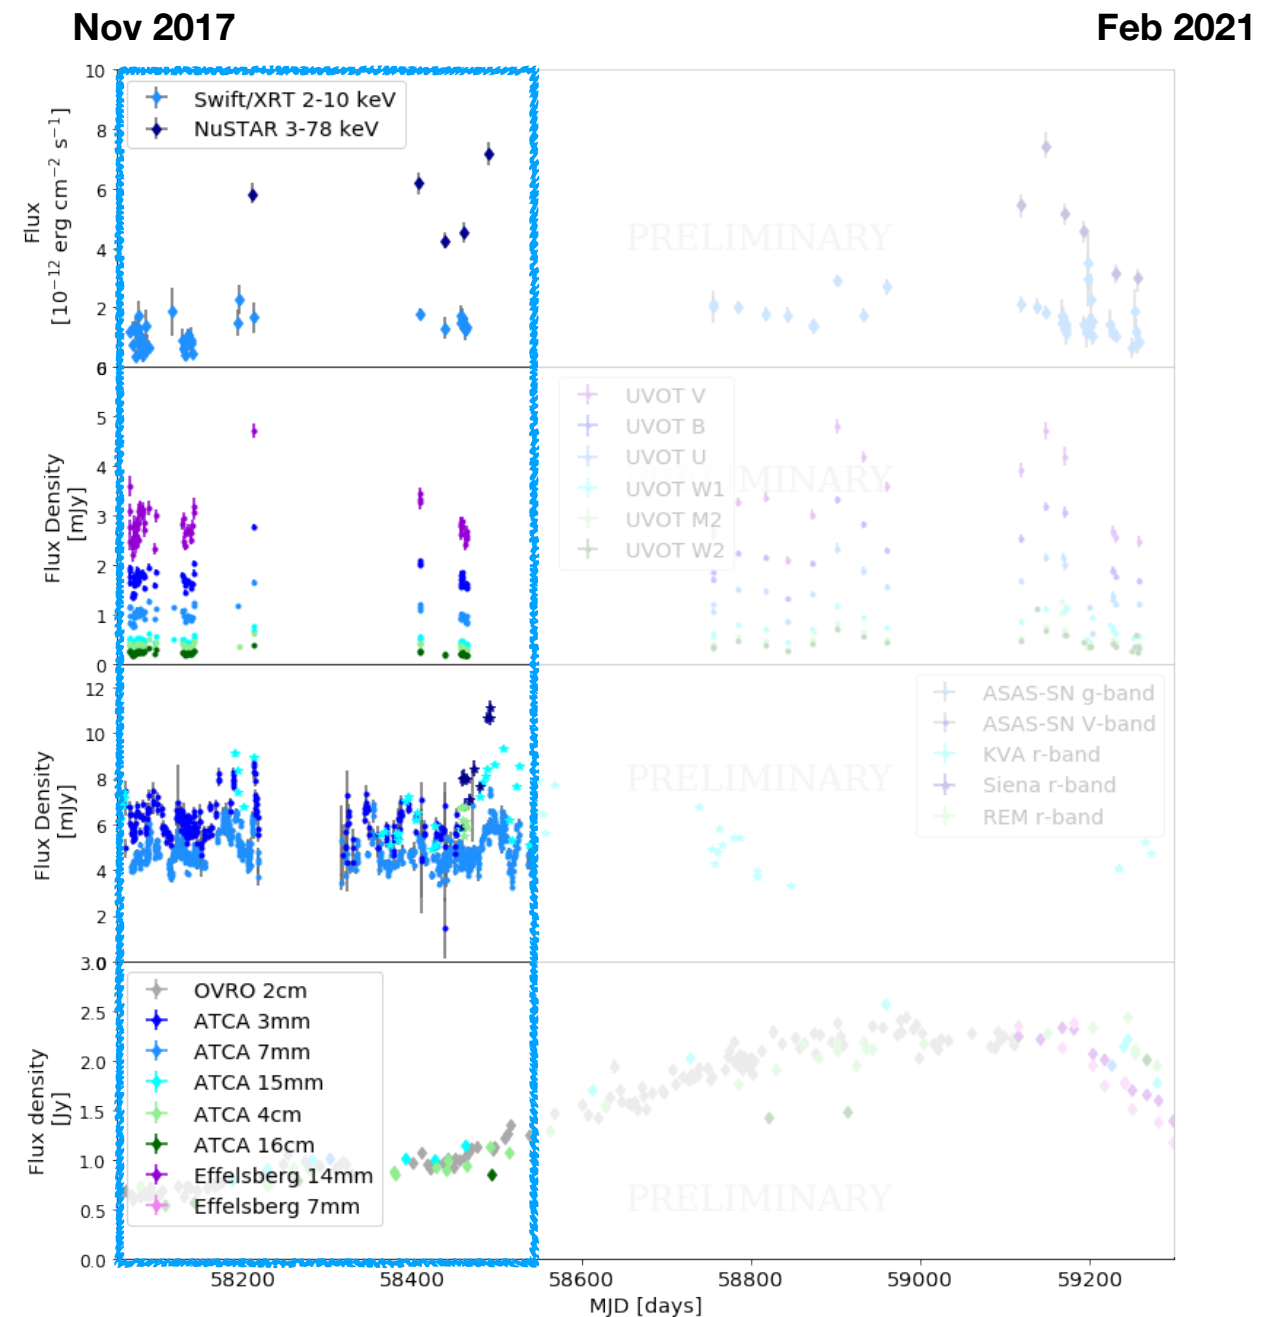 Nov 2017
Feb 2021
10
8
6
4
2
0
Flux
[10⁻¹² erg cm⁻² s⁻¹]
Swift/XRT 2-10 keV
NuSTAR 3-78 keV
PRELIMINARY
6
5
4
3
2
1
0
Flux Density
[mJy]
UVOT V
UVOT B
UVOT U
UVOT W1
UVOT M2
UVOT W2
PRELIMINARY
12
10
8
6
4
2
0
Flux Density
[mJy]
ASAS-SN g-band
ASAS-SN V-band
KVA r-band
Siena r-band
REM r-band
PRELIMINARY
3.0
2.5
2.0
1.5
1.0
0.5
0.0
Flux density
[Jy]
OVRO 2cm
ATCA 3mm
ATCA 7mm
ATCA 15mm
ATCA 4cm
ATCA 16cm
Effelsberg 14mm
Effelsberg 7mm
PRELIMINARY
58200
58400
58600
58800
59000
59200
MJD [days]